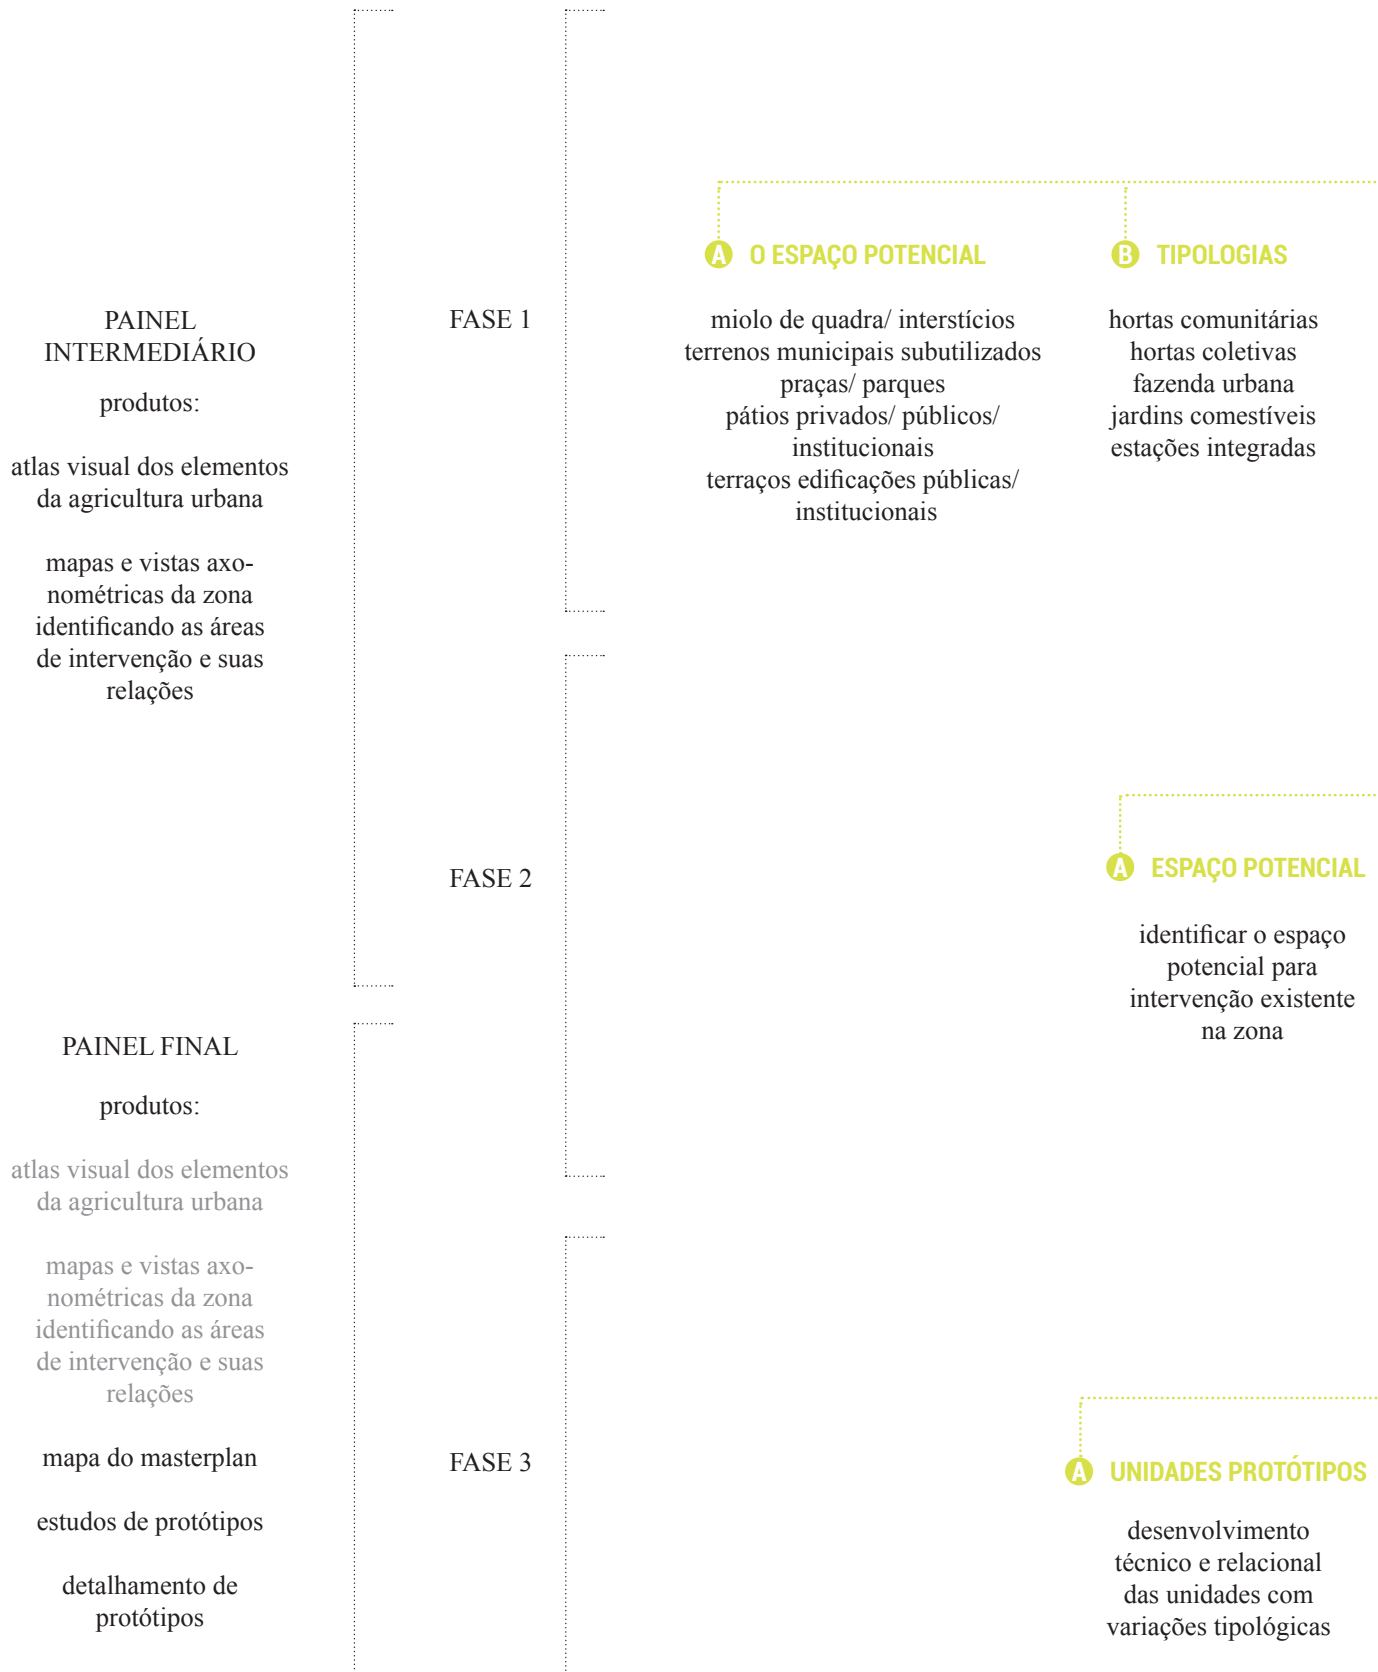 PAINEL
INTERMEDIÁRIO
produtos:
atlas visual dos elementos
da agricultura urbana
mapas e vistas axo-
nométricas da zona
identificando as áreas
de intervenção e suas
relações
PAINEL FINAL
produtos:
atlas visual dos elementos
da agricultura urbana
mapas e vistas axo-
nométricas da zona
identificando as áreas
de intervenção e suas
relações
mapa do masterplan
estudos de protótipos
detalhamento de
protótipos
FASE 1
A O ESPAÇO POTENCIAL
miolo de quadra/ interstícios
terrenos municipais subutilizados
praças/ parques
pátios privados/ públicos/
institucionais
terraços edificações públicas/
institucionais
B TIPOLOGIAS
hortas comunitárias
hortas coletivas
fazenda urbana
jardins comestíveis
estações integradas
FASE 2
A ESPAÇO POTENCIAL
identificar o espaço
potencial para
intervenção existente
na zona
FASE 3
A UNIDADES PROTÓTIPOS
desenvolvimento
técnico e relacional
das unidades com
variações tipológicas